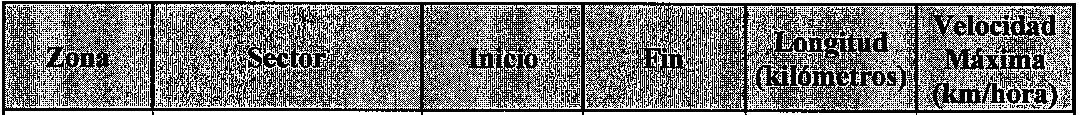 Zona
Sector
Inicio
Fin
Longitud
(kilómetros)
Velocidad
Máxima
(km/hora)